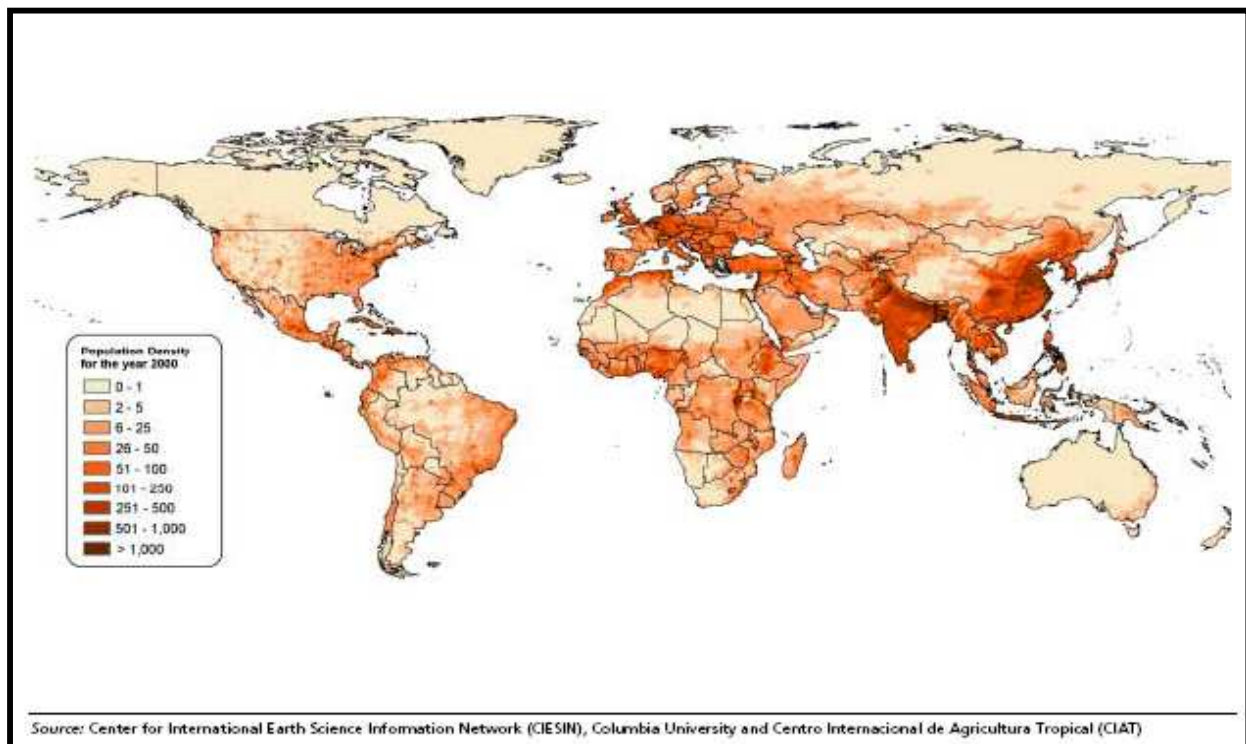 Population Density
for the year 2000
0 - 1
2 - 5
6 - 25
26 - 50
51 - 100
101 - 250
251 - 500
501 - 1,000
> 1,000
Source: Center for International Earth Science Information Network (CIESIN), Columbia University and Centro Internacional de Agricultura Tropical (CIAT)